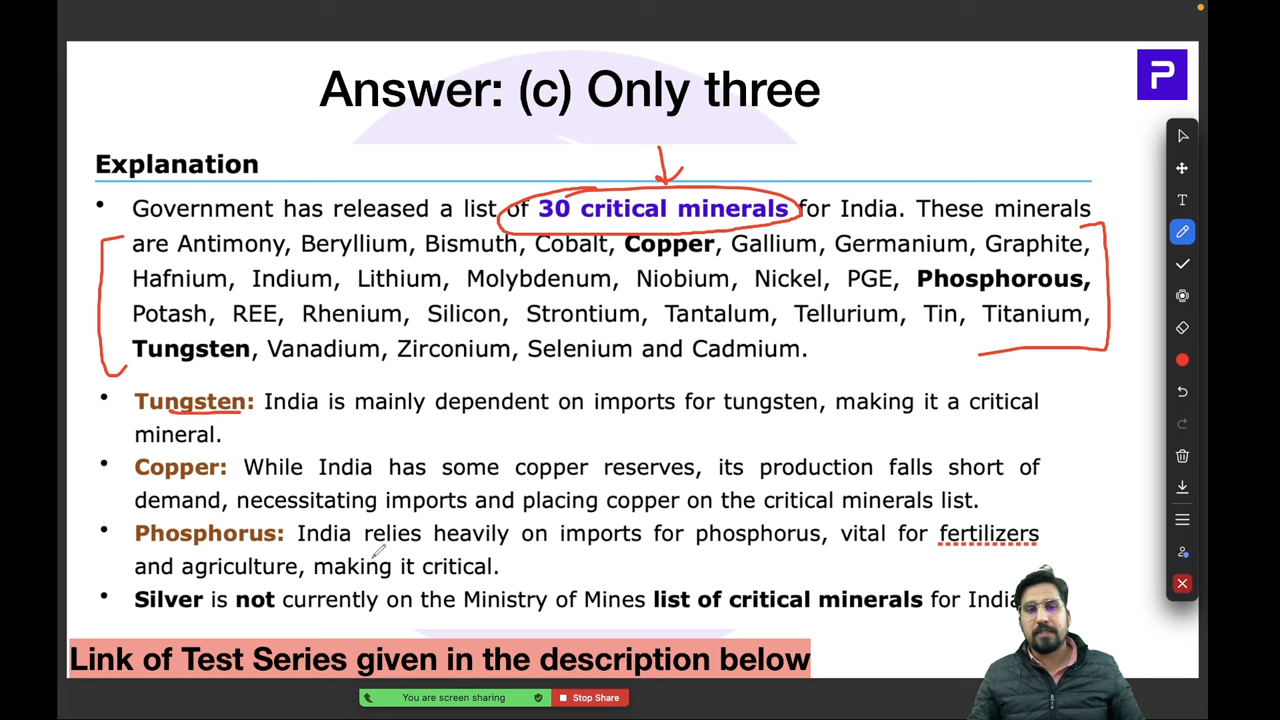 Answer: (c) Only three
P
Explanation
• Government has released a list of 30 critical minerals for India. These minerals
are Antimony, Beryllium, Bismuth, Cobalt, Copper, Gallium, Germanium, Graphite,
Hafnium, Indium, Lithium, Molybdenum, Niobium, Nickel, PGE, Phosphorous,
Potash, REE, Rhenium, Silicon, Strontium, Tantalum, Tellurium, Tin, Titanium,
Tungsten, Vanadium, Zirconium, Selenium and Cadmium.
• Tungsten: India is mainly dependent on imports for tungsten, making it a critical
mineral.
• Copper: While India has some copper reserves, its production falls short of
demand, necessitating imports and placing copper on the critical minerals list.
• Phosphorus: India relies heavily on imports for phosphorus, vital for fertilizers
and agriculture, making it critical.
• Silver is not currently on the Ministry of Mines list of critical minerals for India
Link of Test Series given in the description below
You are screen sharing
Stop Share
T